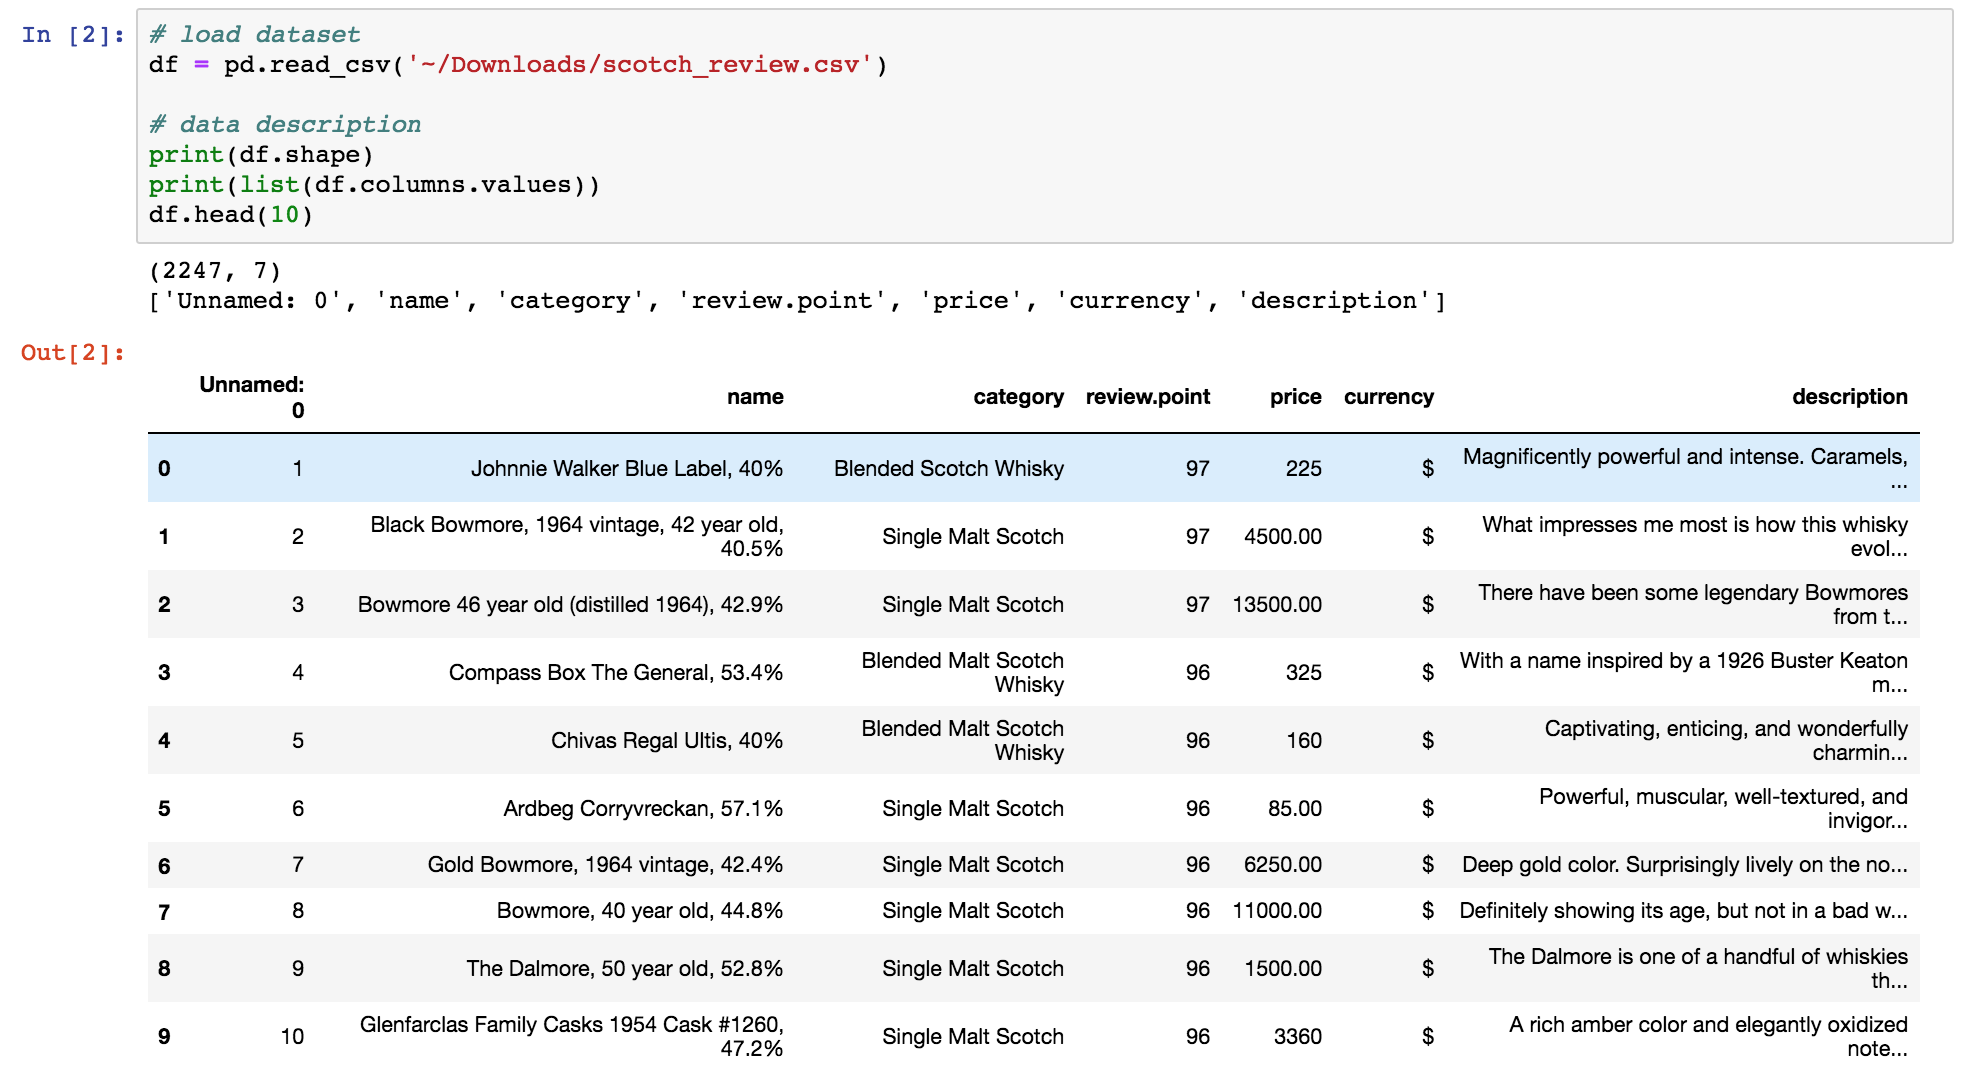 In [2]:
# load dataset
df = pd.read_csv('~/Downloads/scotch_review.csv')
# data description
print(df.shape)
print(list(df.columns.values))
df.head(10)
(2247, 7)
['Unnamed: 0', 'name', 'category', 'review.point', 'price', 'currency', 'description']
Out[2]:
Unnamed:
0 name category review.point price currency description
0 1 Johnnie Walker Blue Label, 40% Blended Scotch Whisky 97 225 $ Magnificently powerful and intense. Caramels,
...
1 2 Black Bowmore, 1964 vintage, 42 year old,
40.5% Single Malt Scotch 97 4500.00 $ What impresses me most is how this whisky
evol...
2 3 Bowmore 46 year old (distilled 1964), 42.9% Single Malt Scotch 97 13500.00 $ There have been some legendary Bowmores
from t...
3 4 Compass Box The General, 53.4% Blended Malt Scotch
Whisky 96 325 $ With a name inspired by a 1926 Buster Keaton
m...
4 5 Chivas Regal Ultis, 40% Blended Malt Scotch
Whisky 96 160 $ Captivating, enticing, and wonderfully
charmin...
5 6 Ardbeg Corryvreckan, 57.1% Single Malt Scotch 96 85.00 $ Powerful, muscular, well-textured, and
invigor...
6 7 Gold Bowmore, 1964 vintage, 42.4% Single Malt Scotch 96 6250.00 $ Deep gold color. Surprisingly lively on the no...
7 8 Bowmore, 40 year old, 44.8% Single Malt Scotch 96 11000.00 $ Definitely showing its age, but not in a bad w...
8 9 The Dalmore, 50 year old, 52.8% Single Malt Scotch 96 1500.00 $ The Dalmore is one of a handful of whiskies
th...
9 10 Glenfarclas Family Casks 1954 Cask #1260,
47.2% Single Malt Scotch 96 3360 $ A rich amber color and elegantly oxidized
note...